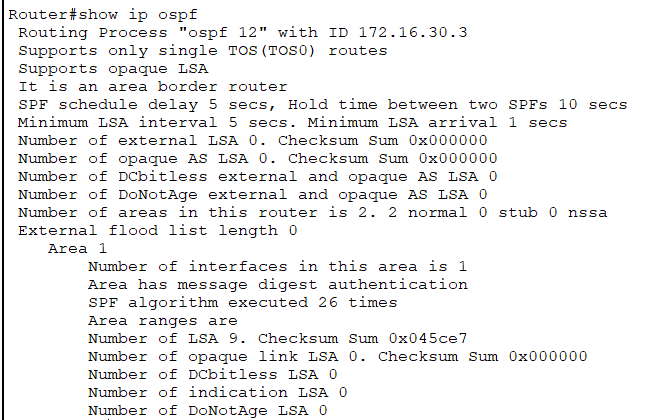 Router#show ip ospf
Routing Process "ospf 12" with ID 172.16.30.3
Supports only single TOS(TOS0) routes
Supports opaque LSA
It is an area border router
SPF schedule delay 5 secs, Hold time between two SPFs 10 secs
Minimum LSA interval 5 secs. Minimum LSA arrival 1 secs
Number of external LSA 0. Checksum Sum 0x000000
Number of opaque AS LSA 0. Checksum Sum 0x000000
Number of DCbitless external and opaque AS LSA 0
Number of DoNotAge external and opaque AS LSA 0
Number of areas in this router is 2. 2 normal 0 stub 0 nssa
External flood list length 0
Area 1
Number of interfaces in this area is 1
Area has message digest authentication
SPF algorithm executed 26 times
Area ranges are
Number of LSA 9. Checksum Sum 0x045ce7
Number of opaque link LSA 0. Checksum Sum 0x000000
Number of DCbitless LSA 0
Number of indication LSA 0
Number of DoNotAge LSA 0